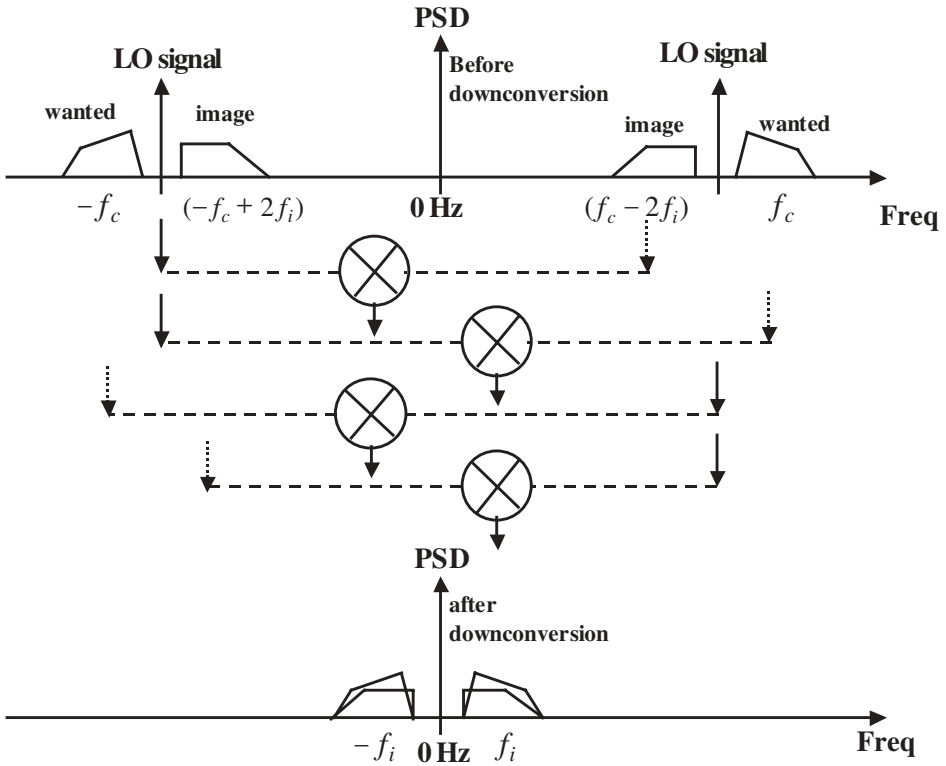 PSD
LO signal
LO signal
Before
downconversion
wanted
image
image
wanted
−f_c
(−f_c + 2f_i)
0 Hz
(f_c − 2f_i)
f_c
Freq
PSD
after
downconversion
−f_i
0 Hz
f_i
Freq